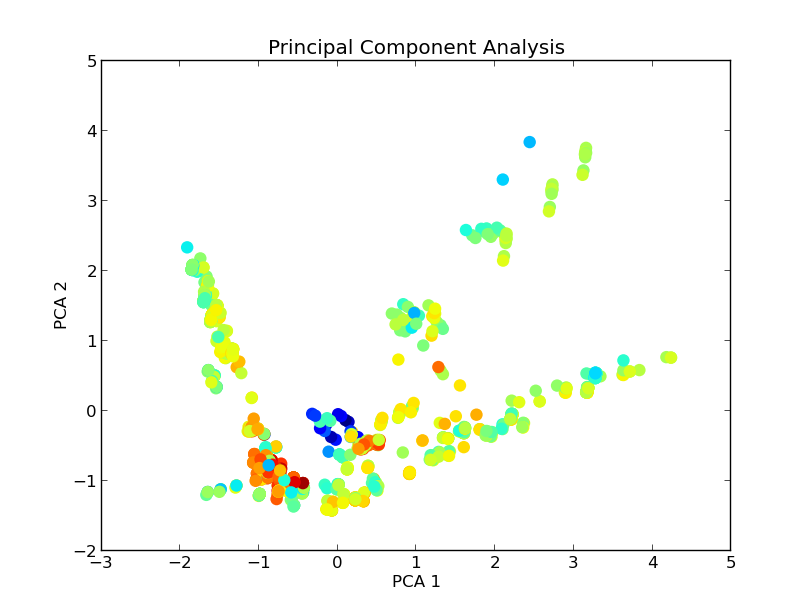 Principal Component Analysis
5
4
3
2
1
0
−1
−2
PCA 2
−3 −2 −1 0 1 2 3 4 5
PCA 1